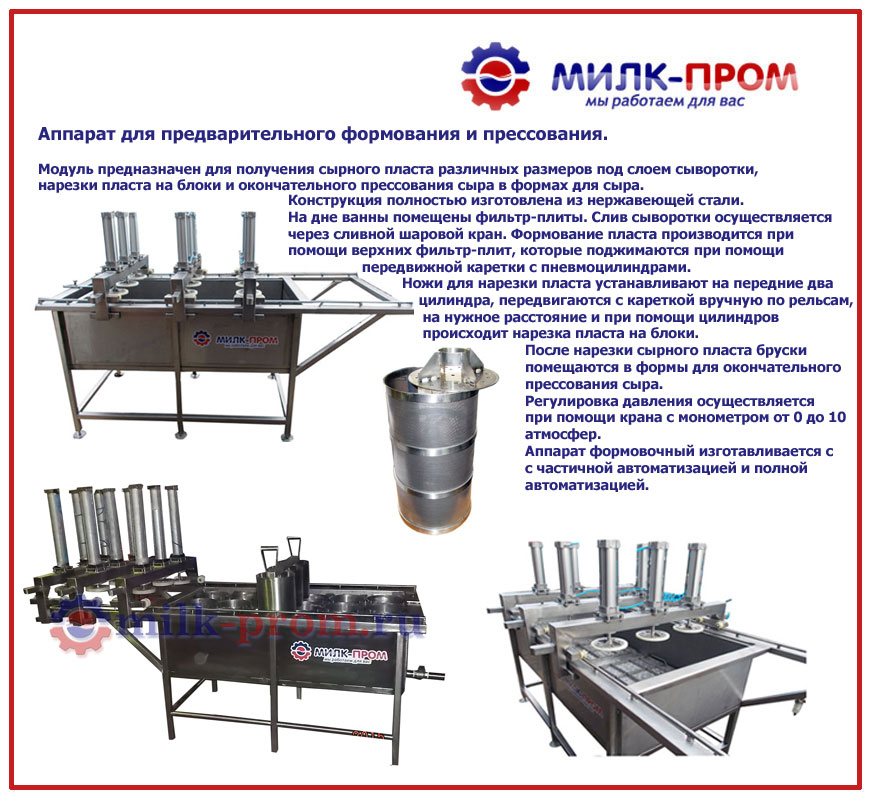 МИЛК-ПРОМ
мы работаем для вас
Аппарат для предварительного формования и прессования.
Модуль предназначен для получения сырного пласта различных размеров под слоем сыворотки,
нарезки пласта на блоки и окончательного прессования сыра в формах для сыра.
Конструкция полностью изготовлена из нержавеющей стали.
На дне ванны помещены фильтр-плиты. Слив сыворотки осуществляется
через сливной шаровой кран. Формование пласта производится при
помощи верхних фильтр-плит, которые поджимаются при помощи
передвижной каретки с пневмоцилиндрами.
Ножи для нарезки пласта устанавливают на передние два
цилиндра, передвигаются с кареткой вручную по рельсам,
на нужное расстояние и при помощи цилиндров
происходит нарезка пласта на блоки.
МИЛК-ПРОМ
мы работаем для вас
После нарезки сырного пласта бруски
помещаются в формы для окончательного
прессования сыра.
Регулировка давления осуществляется
при помощи крана с монометром от 0 до 10
атмосфер.
Аппарат формовочный изготавливается с
с частичной автоматизацией и полной
автоматизацией.
milk-prom.ru
МИЛК-ПРОМ
мы работаем для вас
МИЛК-ПРОМ